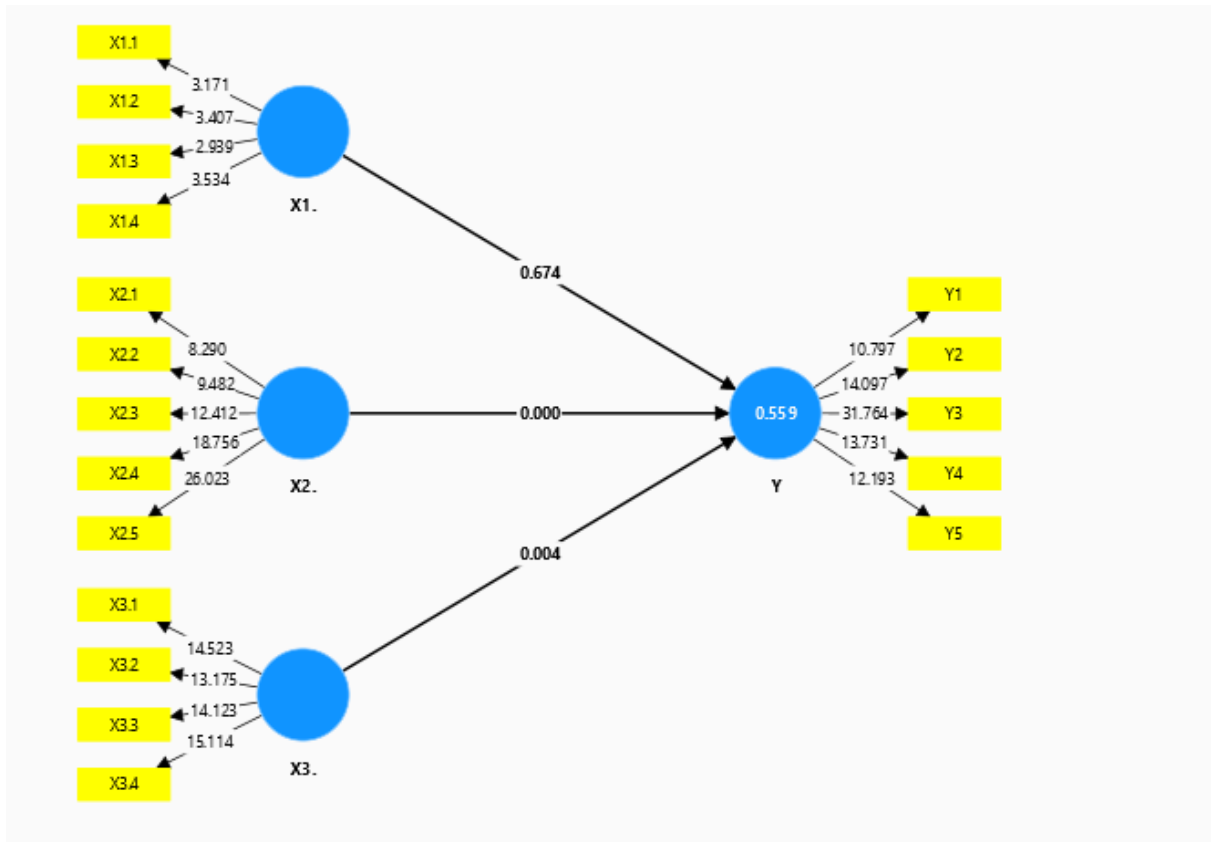 X1.1
3.171
X1.2
3.407
X1.3
2.939
X1.4
3.534
X1.
0.674
X2.1
8.290
X2.2
9.482
X2.3
12.412
X2.4
18.756
X2.5
26.023
X2.
0.000
X3.1
14.523
X3.2
13.175
X3.3
14.123
X3.4
15.114
X3.
0.004
0.559
Y
Y1
10.797
Y2
14.097
Y3
31.764
Y4
13.731
Y5
12.193